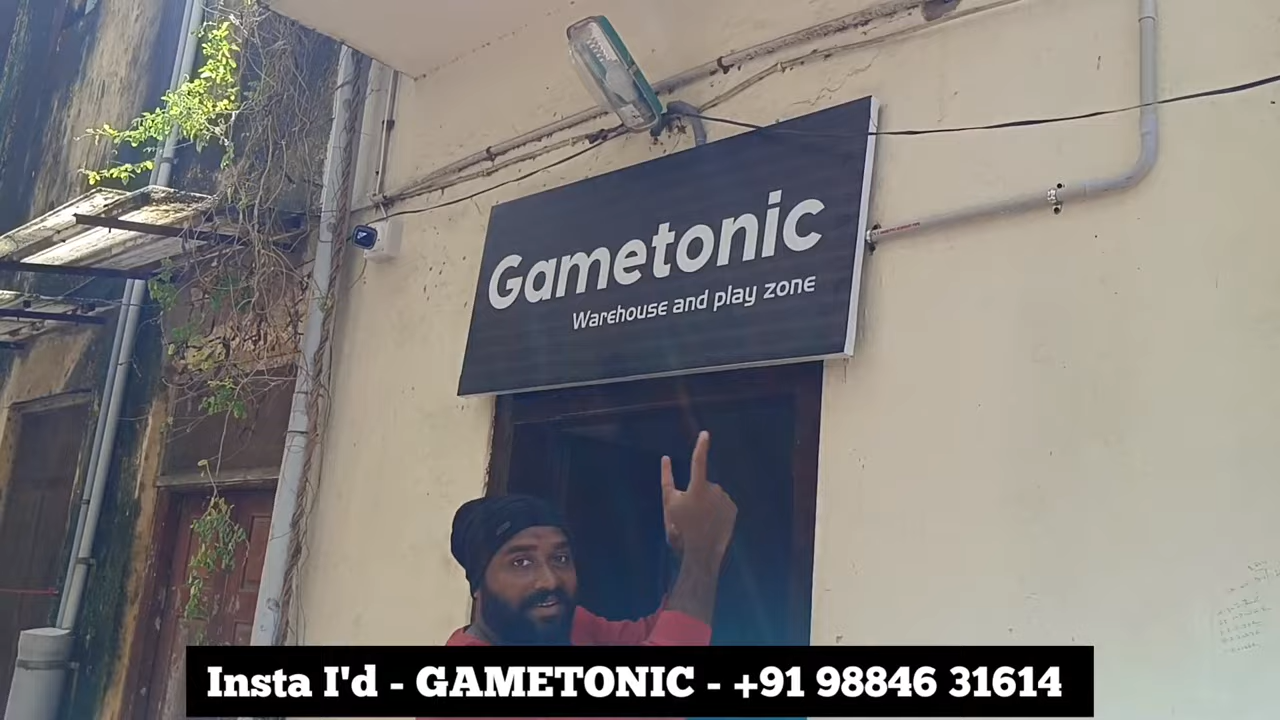 Gametonic
Warehouse and play zone
Insta I'd - GAMETONIC - +91 98846 31614